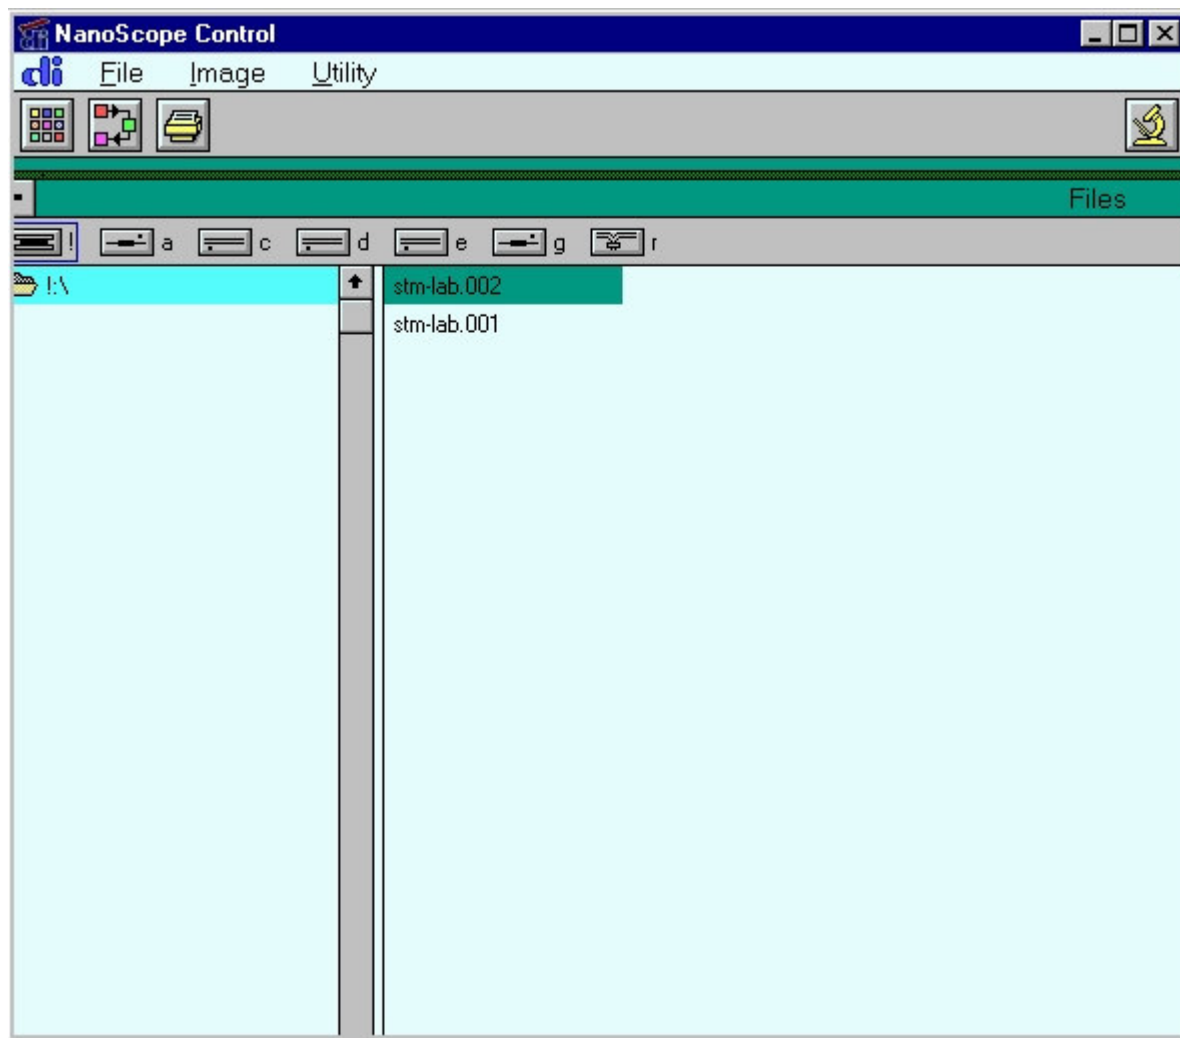 NanoScope Control
di File Image Utility
Files
! a c d e g r
!:\
stm-lab.002
stm-lab.001